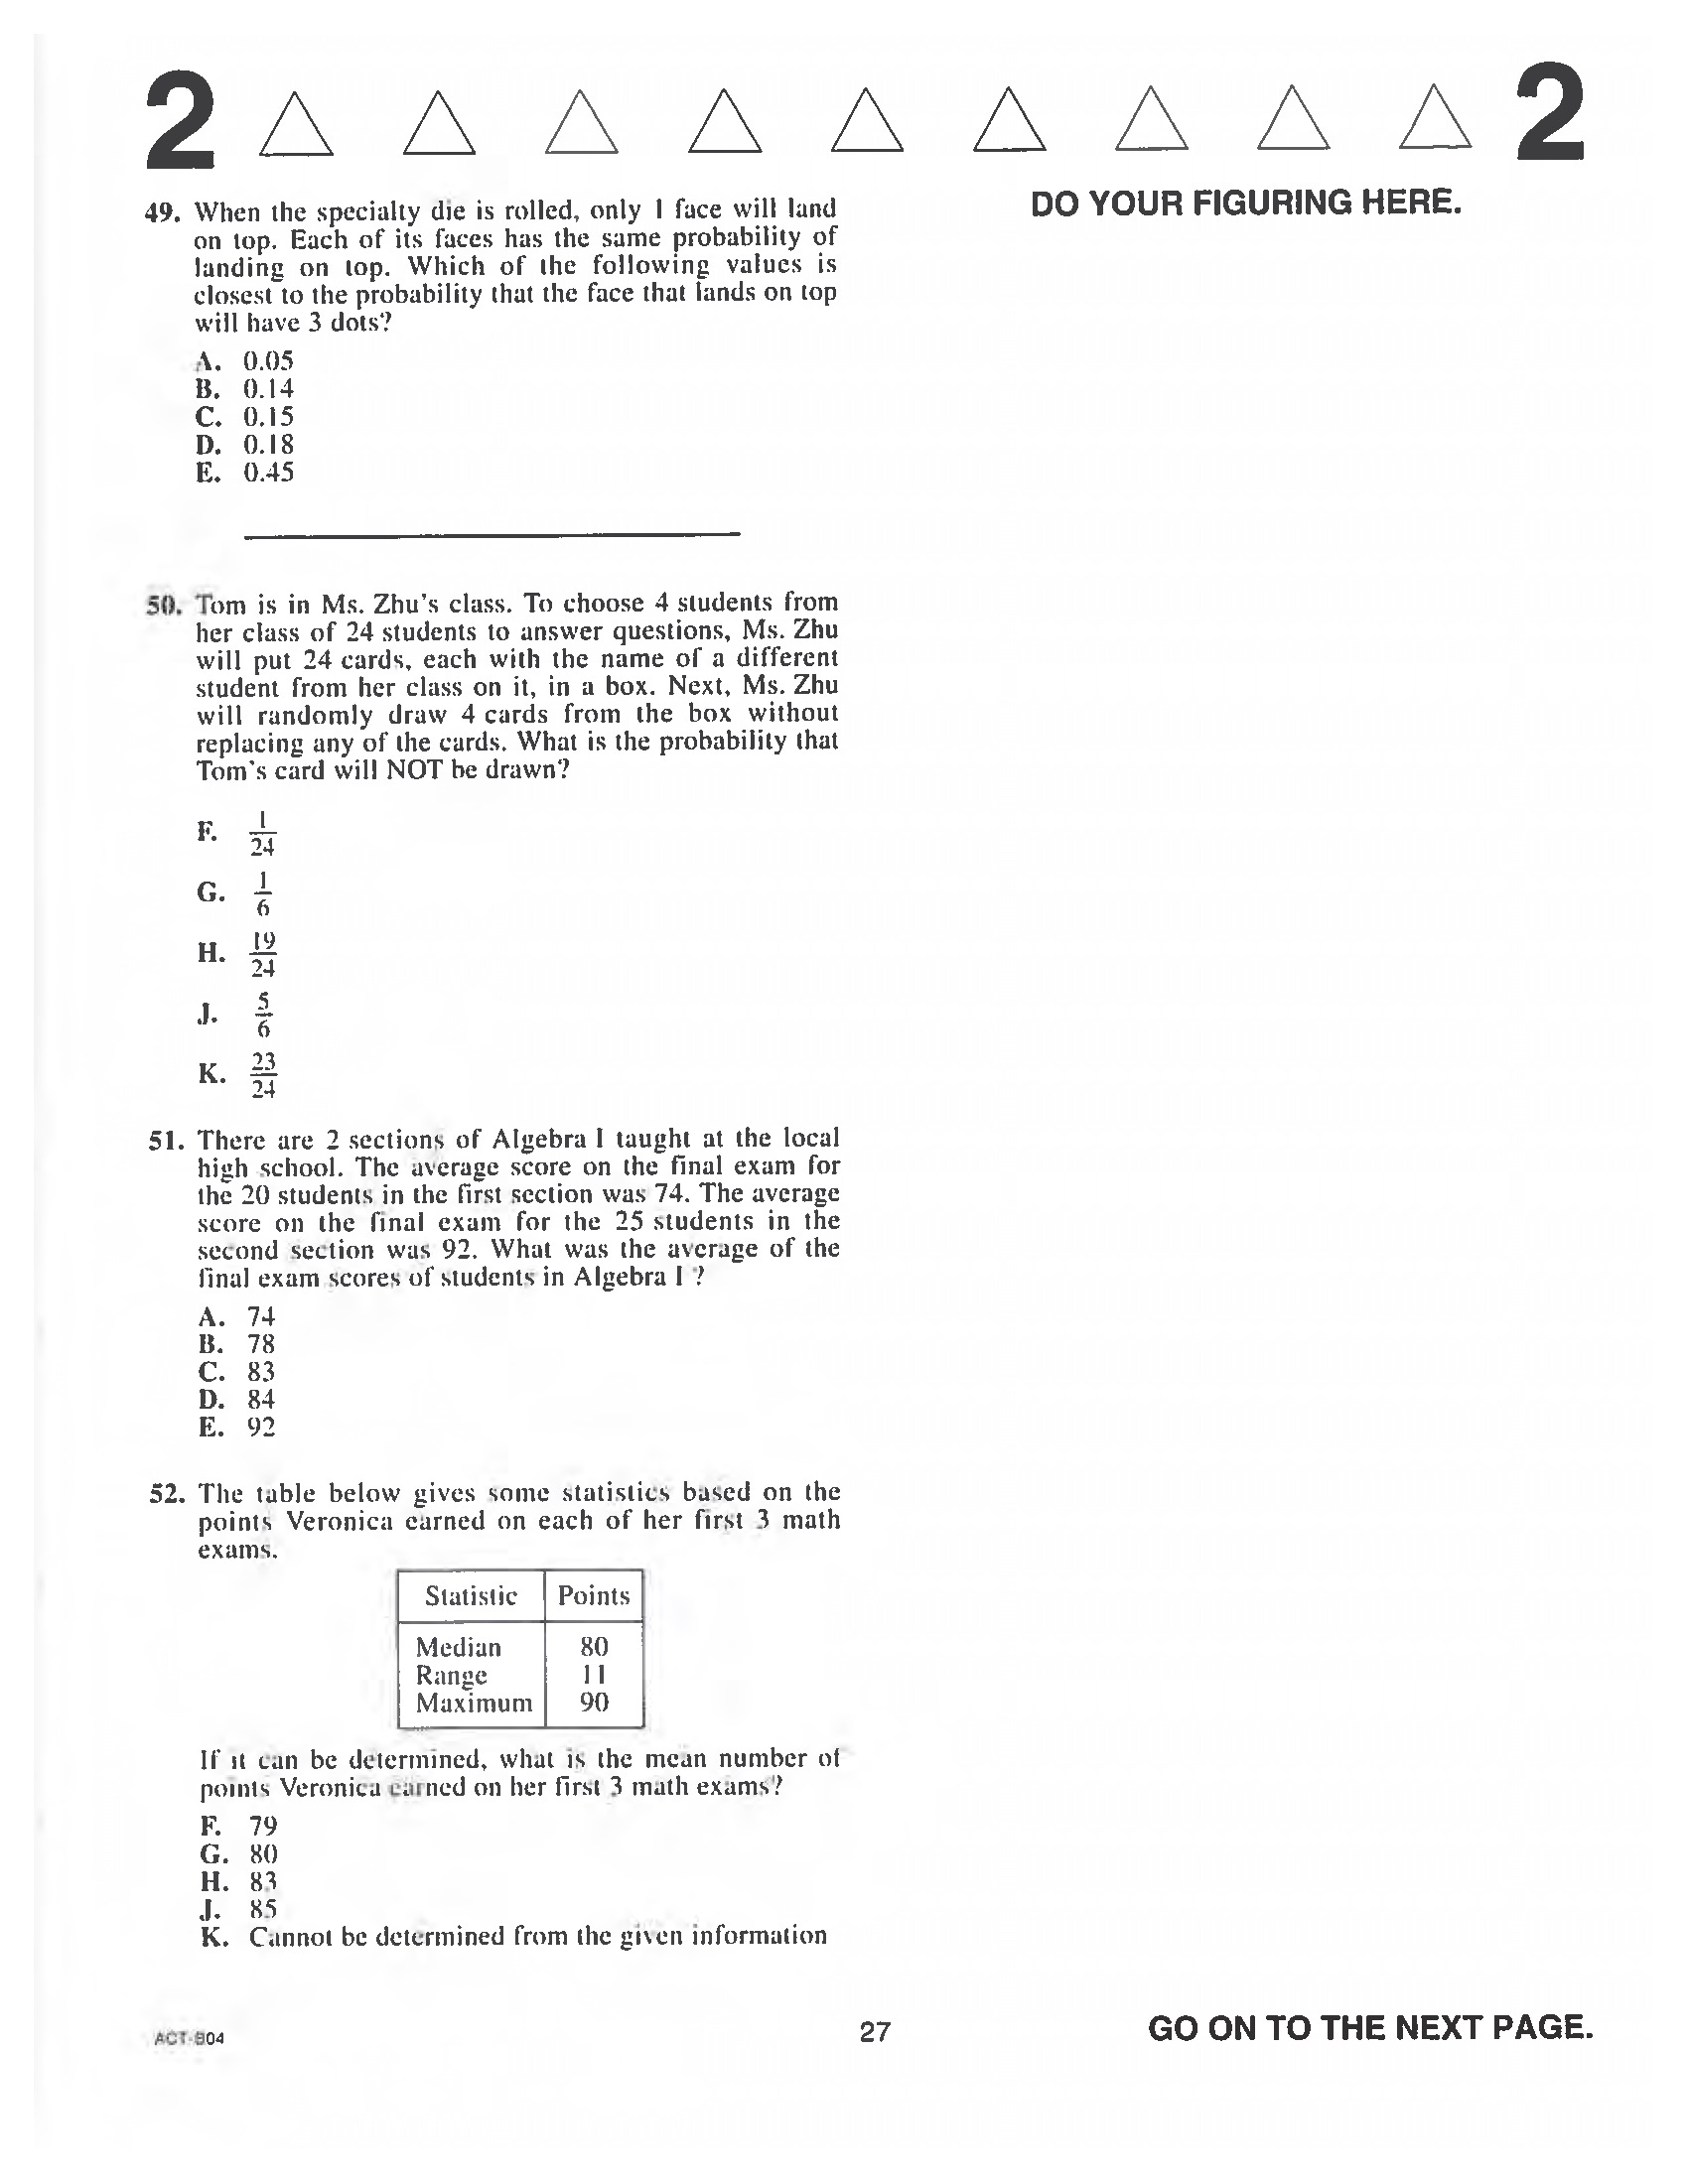 2 2
49. When the specialty die is rolled, only 1 face will land
on top. Each of its faces has the same probability of
landing on top. Which of the following values is
closest to the probability that the face that lands on top
will have 3 dots?
A. 0.05
B. 0.14
C. 0.15
D. 0.18
E. 0.45
50. Tom is in Ms. Zhu's class. To choose 4 students from
her class of 24 students to answer questions, Ms. Zhu
will put 24 cards, each with the name of a different
student from her class on it, in a box. Next, Ms. Zhu
will randomly draw 4 cards from the box without
replacing any of the cards. What is the probability that
Tom's card will NOT be drawn?
F. 1/24
G. 1/6
H. 19/24
J. 5/6
K. 23/24
51. There are 2 sections of Algebra I taught at the local
high school. The average score on the final exam for
the 20 students in the first section was 74. The average
score on the final exam for the 25 students in the
second section was 92. What was the average of the
final exam scores of students in Algebra I ?
A. 74
B. 78
C. 83
D. 84
E. 92
52. The table below gives some statistics based on the
points Veronica earned on each of her first 3 math
exams.
Statistic Points
Median 80
Range 11
Maximum 90
If it can be determined, what is the mean number of
points Veronica earned on her first 3 math exams?
F. 79
G. 80
H. 83
J. 85
K. Cannot be determined from the given information
DO YOUR FIGURING HERE.
ACT-B04
27
GO ON TO THE NEXT PAGE.